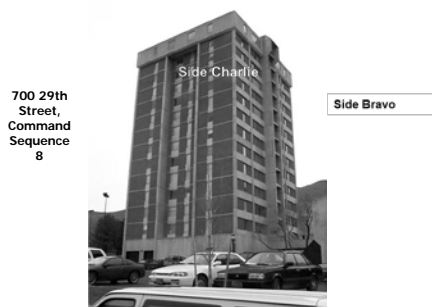 700 29th
Street,
Command
Sequence
8
Side Charlie
Side Bravo